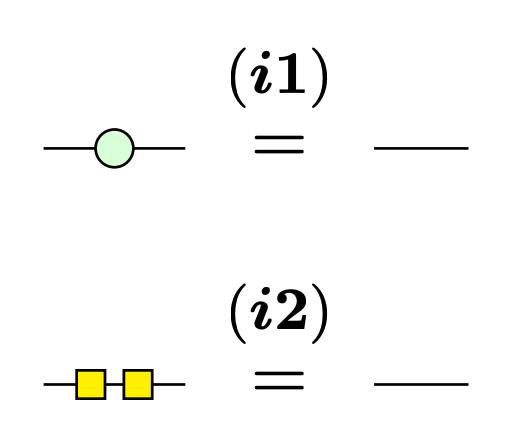 (i1)
=
(i2)
=